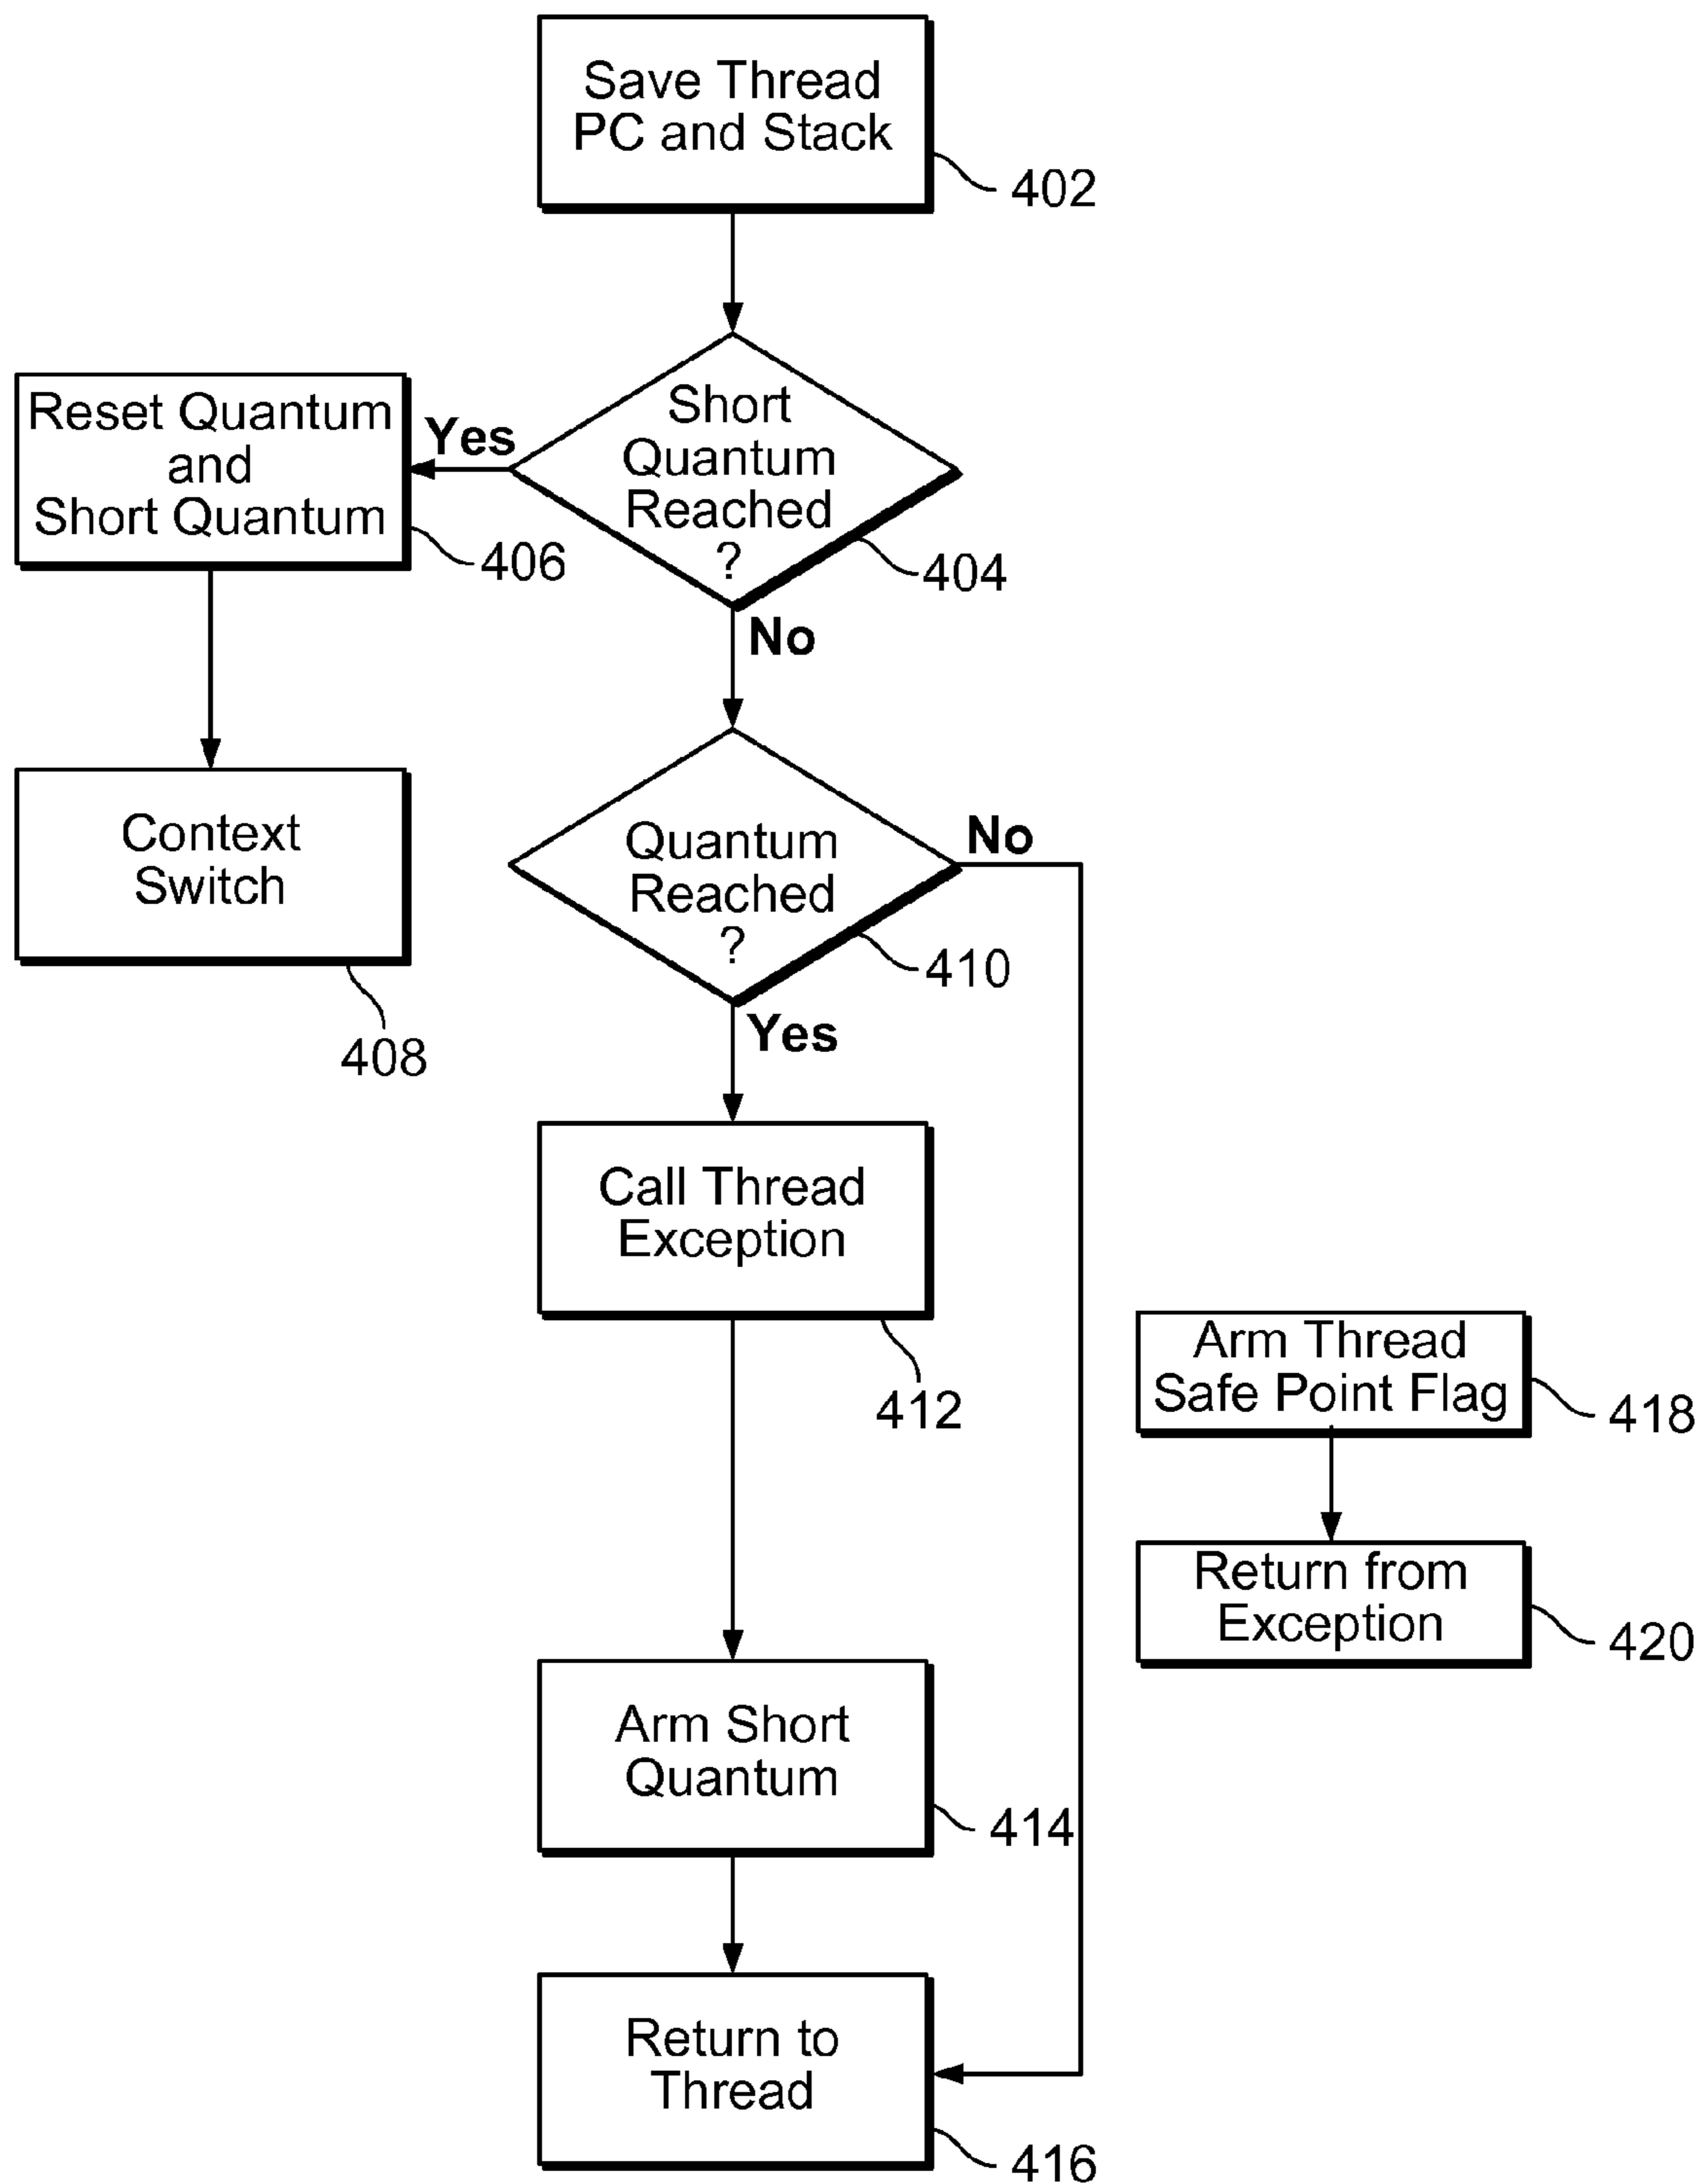 Save Thread
PC and Stack
402
Short
Quantum
Reached
?
404
Yes
Reset Quantum
and
Short Quantum
406
No
Context
Switch
408
Quantum
Reached
?
410
No
Yes
Call Thread
Exception
412
Arm Thread
Safe Point Flag
418
Return from
Exception
420
Arm Short
Quantum
414
Return to
Thread
416